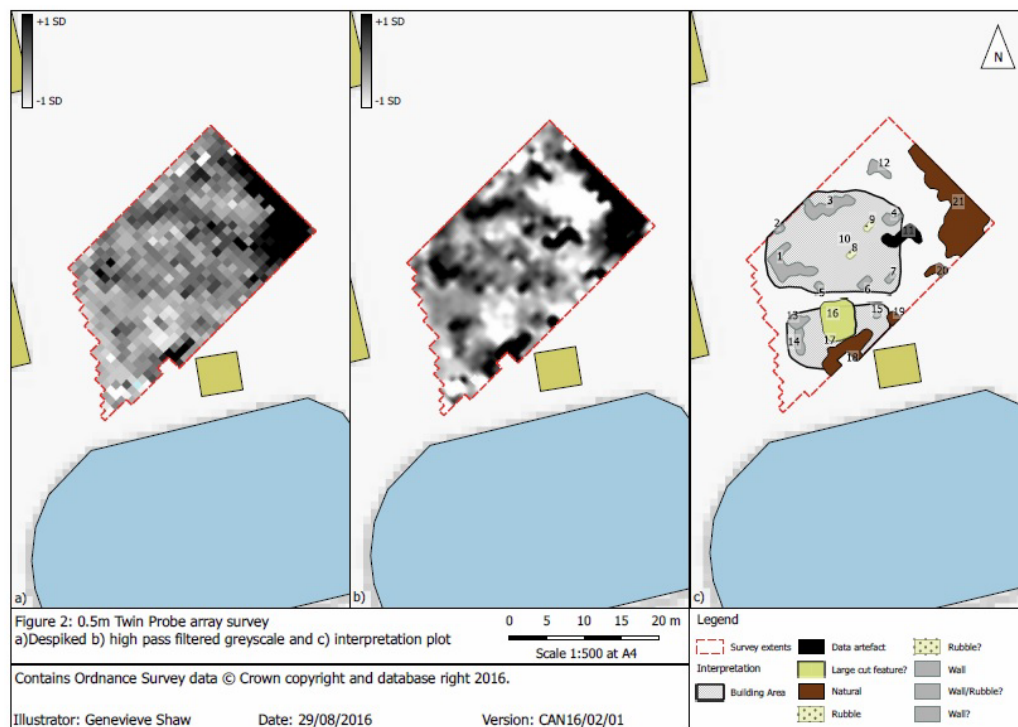 +1 SD
-1 SD
a)
+1 SD
-1 SD
b)
N
12
3
21
4
2
9
10
11
8
1
20
7
5
6
16
15
13
19
14
17
18
c)
Figure 2: 0.5m Twin Probe array survey
a)Despiked b) high pass filtered greyscale and c) interpretation plot
0 5 10 15 20 m
Scale 1:500 at A4
Contains Ordnance Survey data © Crown copyright and database right 2016.
Illustrator: Genevieve Shaw Date: 29/08/2016 Version: CAN16/02/01
Legend
Survey extents
Interpretation
Building Area
Data artefact
Large cut feature?
Natural
Rubble
Rubble?
Wall
Wall/Rubble?
Wall?